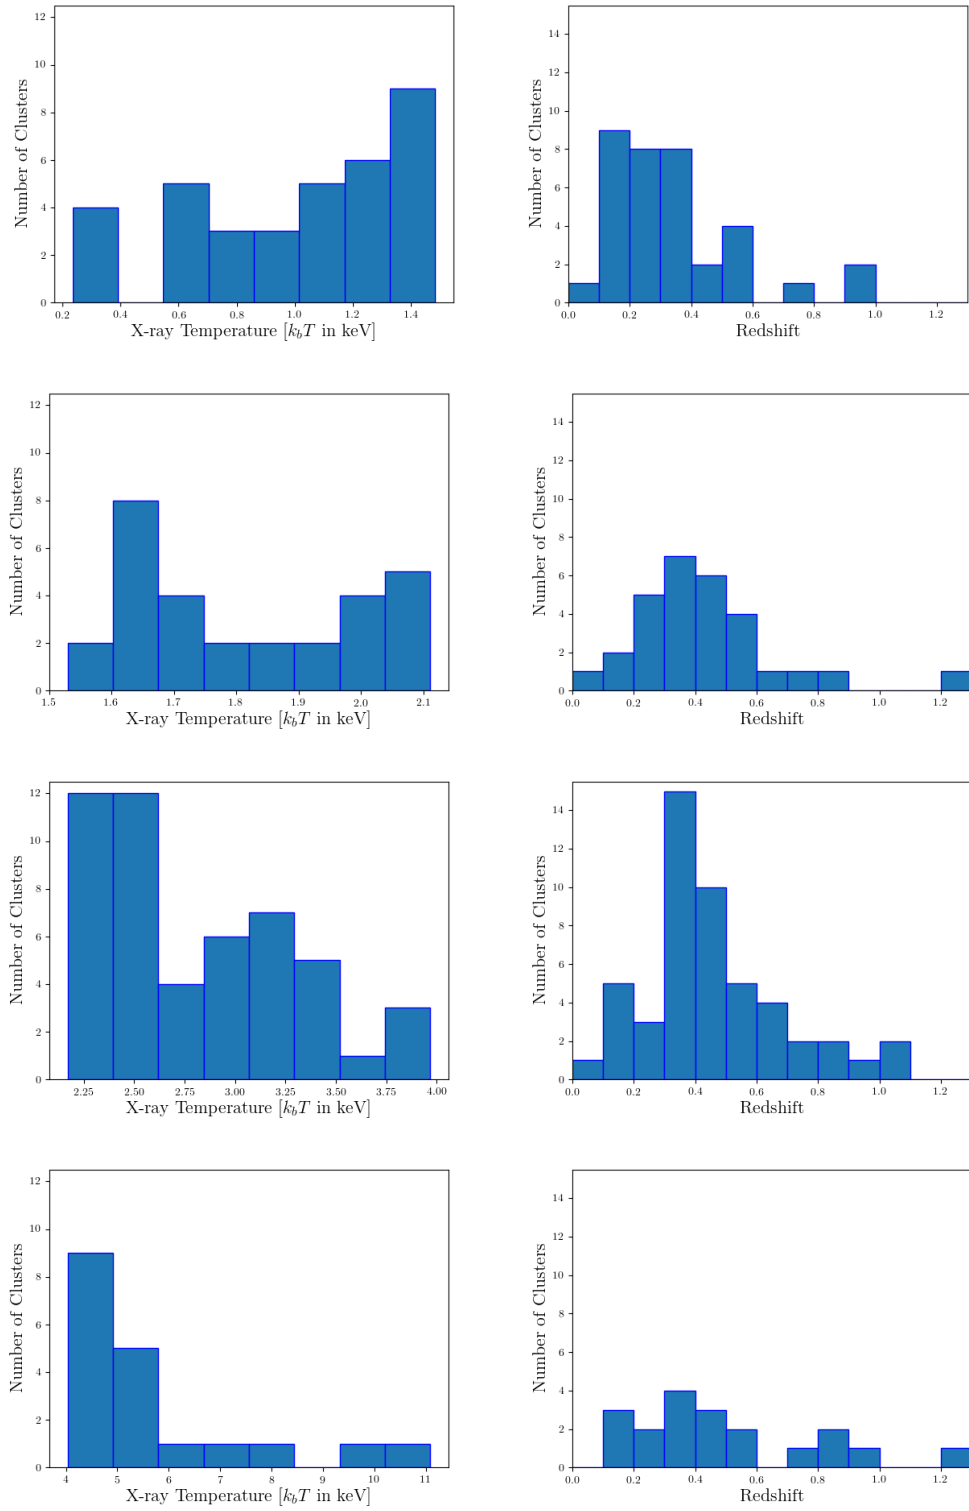 12
10
8
6
4
2
0
Number of Clusters
0.2 0.4 0.6 0.8 1.0 1.2 1.4
X-ray Temperature [k_bT in keV]
14
12
10
8
6
4
2
0
Number of Clusters
0.0 0.2 0.4 0.6 0.8 1.0 1.2
Redshift
12
10
8
6
4
2
0
Number of Clusters
1.5 1.6 1.7 1.8 1.9 2.0 2.1
X-ray Temperature [k_bT in keV]
14
12
10
8
6
4
2
0
Number of Clusters
0.0 0.2 0.4 0.6 0.8 1.0 1.2
Redshift
12
10
8
6
4
2
0
Number of Clusters
2.25 2.50 2.75 3.00 3.25 3.50 3.75 4.00
X-ray Temperature [k_bT in keV]
14
12
10
8
6
4
2
0
Number of Clusters
0.0 0.2 0.4 0.6 0.8 1.0 1.2
Redshift
12
10
8
6
4
2
0
Number of Clusters
4 5 6 7 8 9 10 11
X-ray Temperature [k_bT in keV]
14
12
10
8
6
4
2
0
Number of Clusters
0.0 0.2 0.4 0.6 0.8 1.0 1.2
Redshift